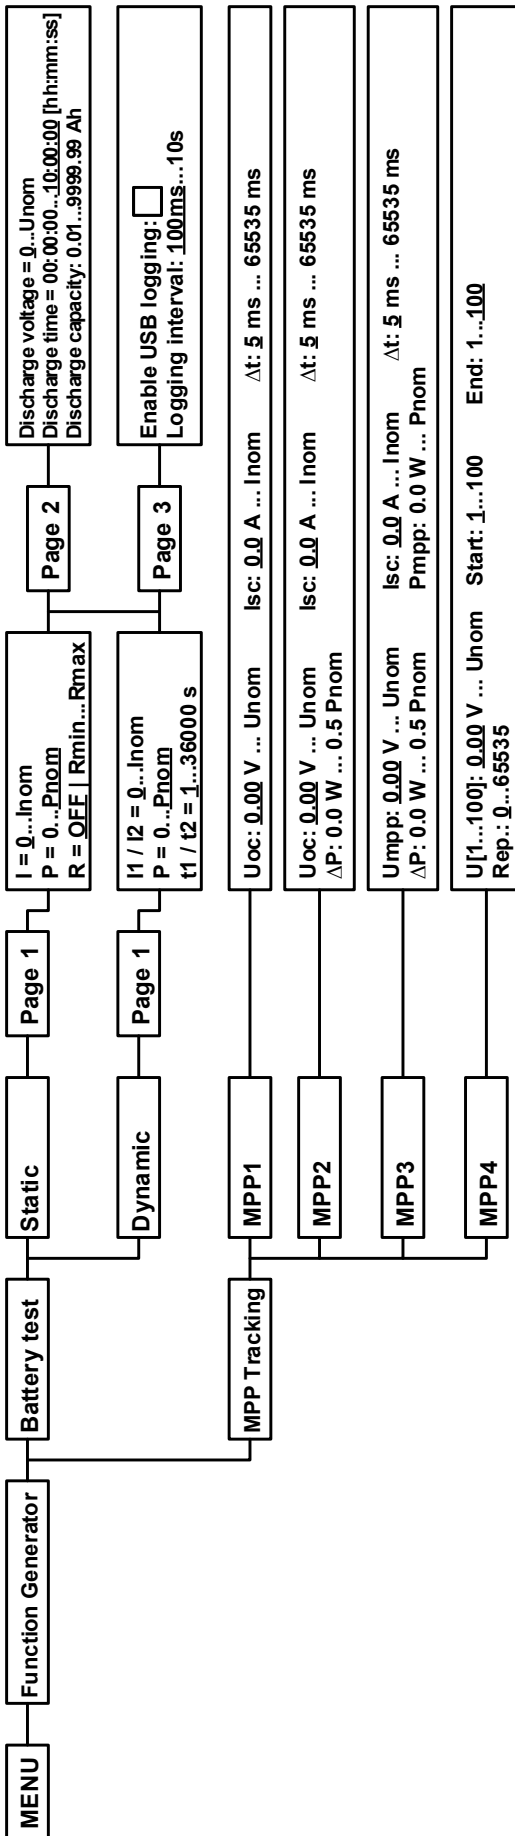 MENU
Function Generator
Battery test
Static
Page 1
I = 0...Inom
P = 0...Pnom
R = OFF | Rmin...Rmax
Page 2
Discharge voltage = 0...Unom
Discharge time = 00:00:00...10:00:00 [hh:mm:ss]
Discharge capacity: 0.01...9999.99 Ah
Dynamic
Page 1
I1 / I2 = 0...Inom
P = 0...Pnom
t1 / t2 = 1...36000 s
Page 3
Enable USB logging:
Logging interval: 100ms...10s
MPP Tracking
MPP1
Uoc: 0.00 V ... Unom Isc: 0.0 A ... Inom Δt: 5 ms ... 65535 ms
MPP2
Uoc: 0.00 V ... Unom Isc: 0.0 A ... Inom Δt: 5 ms ... 65535 ms
ΔP: 0.0 W ... 0.5 Pnom
MPP3
Umpp: 0.00 V ... Unom Isc: 0.0 A ... Inom Δt: 5 ms ... 65535 ms
ΔP: 0.0 W ... 0.5 Pnom Pmpp: 0.0 W ... Pnom
MPP4
U[1...100]: 0.00 V ... Unom Start: 1...100 End: 1...100
Rep.: 0...65535